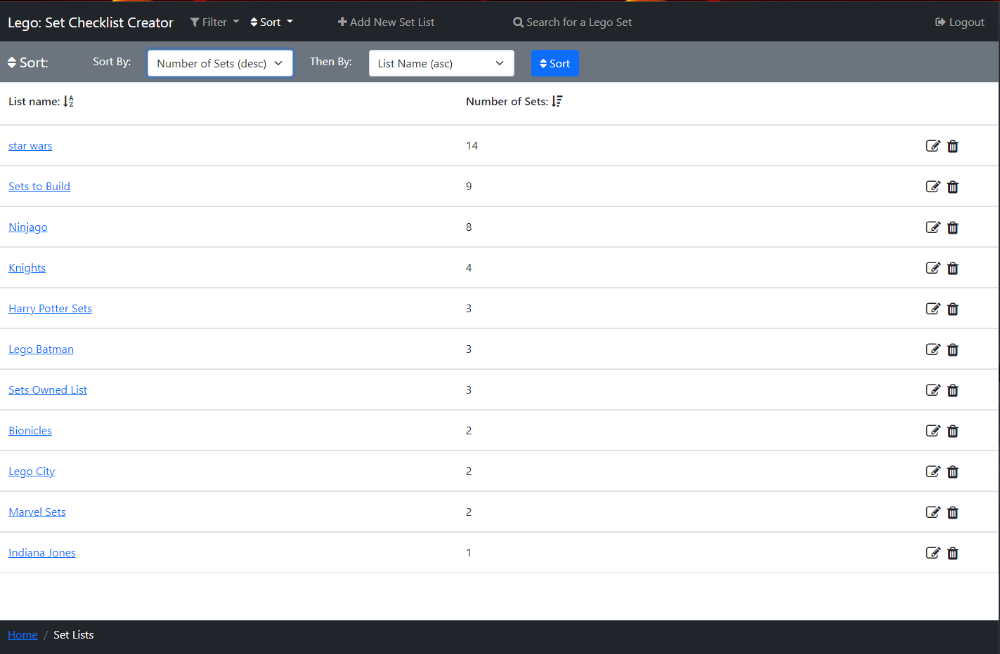 Lego: Set Checklist Creator Filter Sort Add New Set List Search for a Lego Set Logout
Sort: Sort By: Number of Sets (desc) Then By: List Name (asc) Sort
List name: Number of Sets:
star wars 14
Sets to Build 9
Ninjago 8
Knights 4
Harry Potter Sets 3
Lego Batman 3
Sets Owned List 3
Bionicles 2
Lego City 2
Marvel Sets 2
Indiana Jones 1
Home / Set Lists